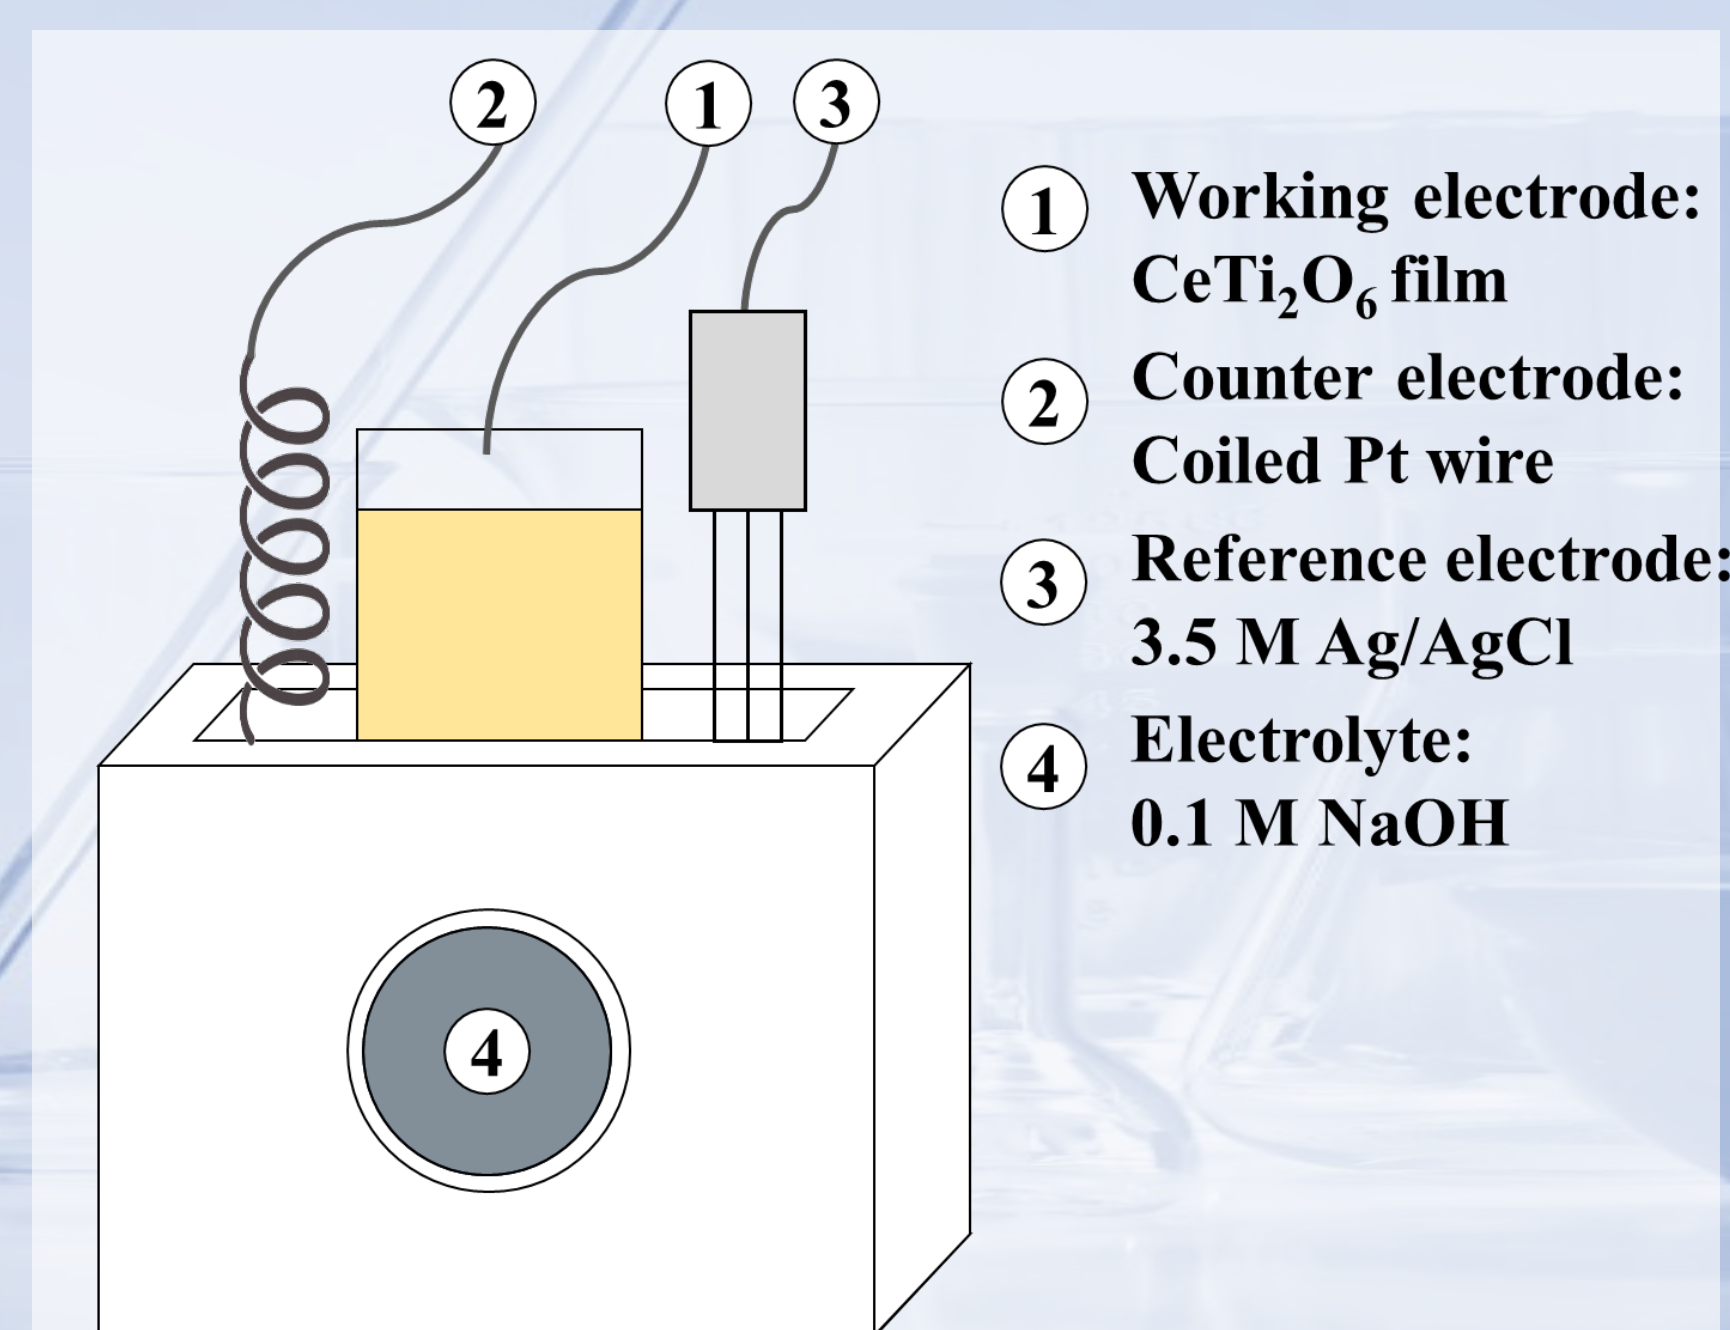 2
1
3
1 Working electrode:
CeTi₂O₆ film
2 Counter electrode:
Coiled Pt wire
3 Reference electrode:
3.5 M Ag/AgCl
4 Electrolyte:
0.1 M NaOH
4